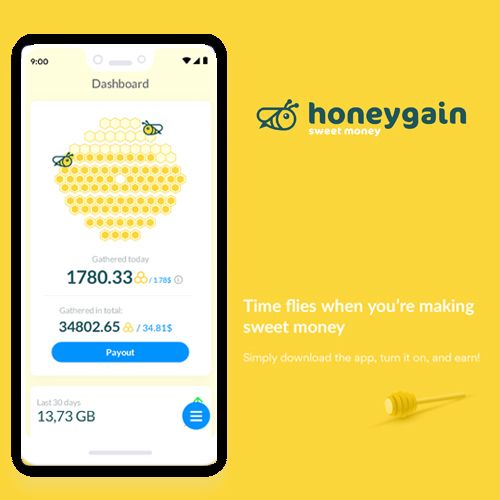 9:00
Dashboard
Gathered today
1780.33 / 1.78$
Gathered in total:
34802.65 / 34.81$
Payout
Last 30 days
13,73 GB
honeygain
sweet money
Time flies when you're making
sweet money
Simply download the app, turn it on, and earn!